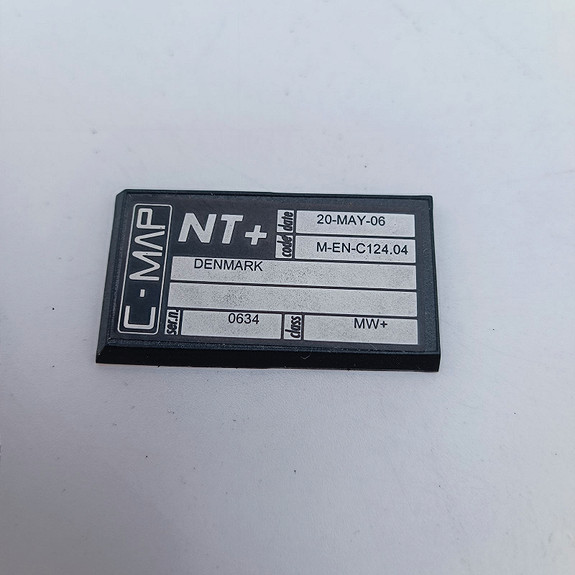 C-MAP
NT+
date 20-MAY-06
code M-EN-C124.04
DENMARK
ser.n. 0634 class MW+